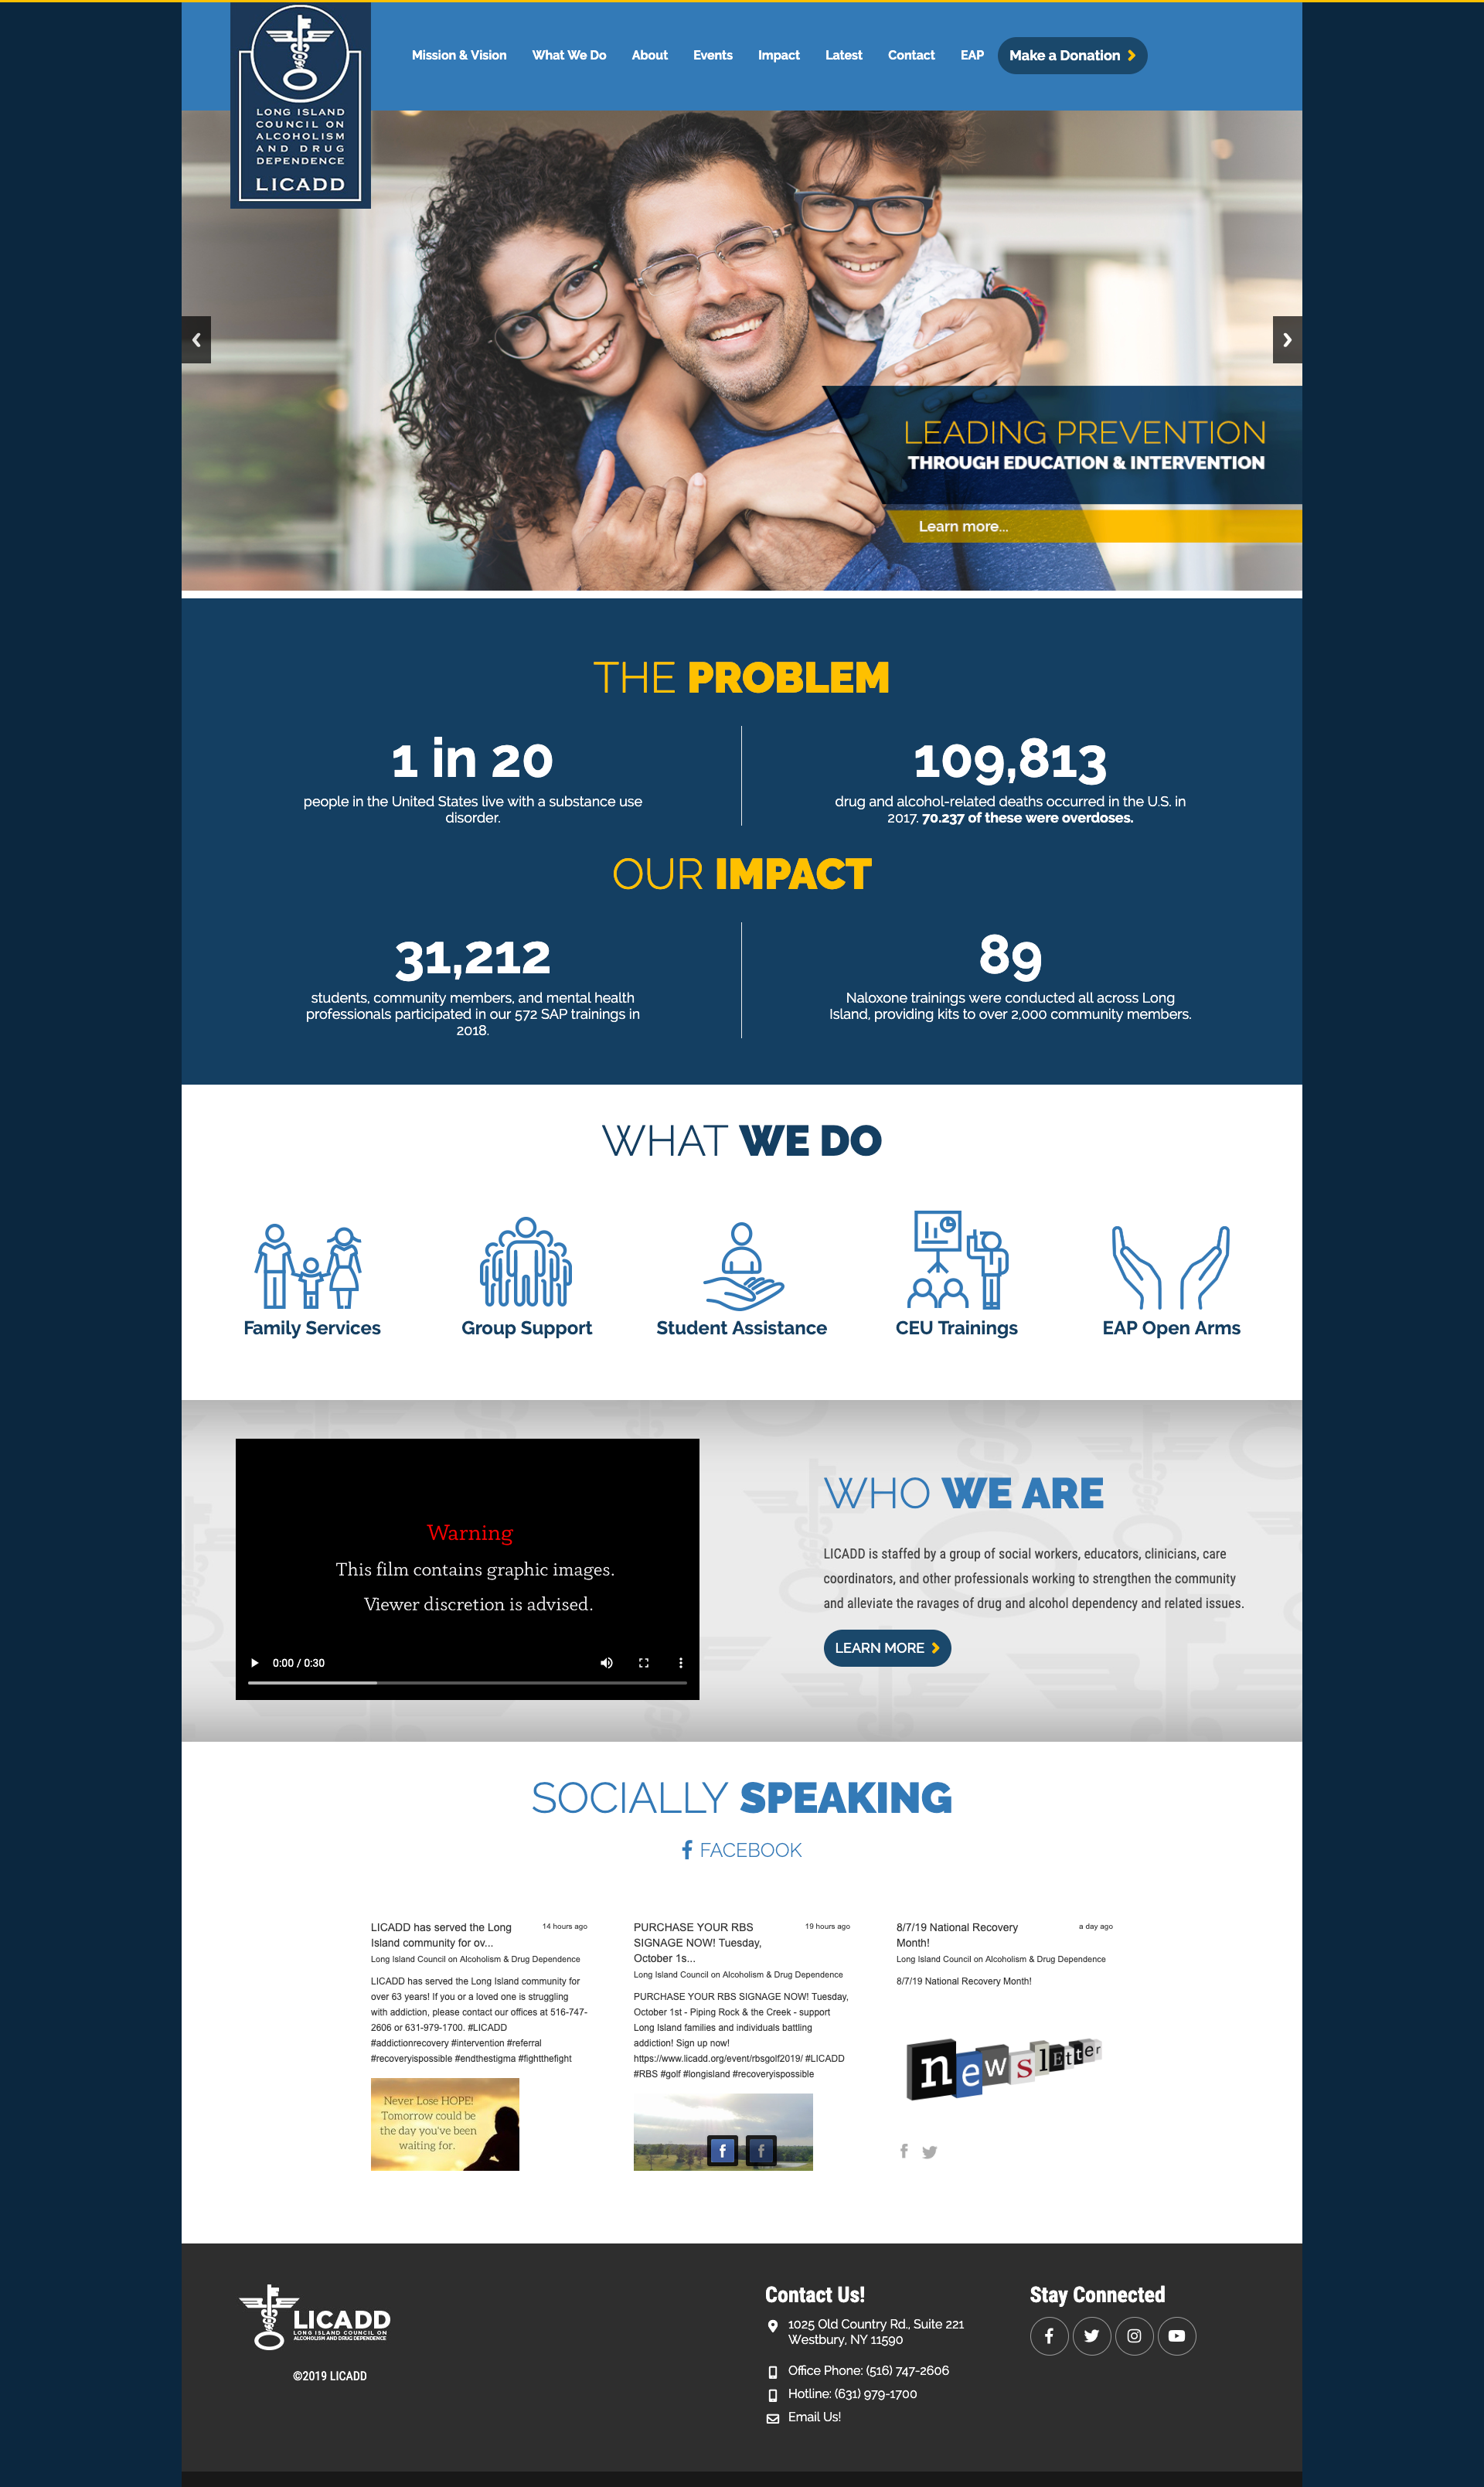 LONG ISLAND
COUNCIL ON
ALCOHOLISM
AND DRUG
DEPENDENCE
LICADD
Mission & Vision
What We Do
About
Events
Impact
Latest
Contact
EAP
Make a Donation
LEADING PREVENTION
THROUGH EDUCATION & INTERVENTION
Learn more...
THE PROBLEM
1 in 20
people in the United States live with a substance use
disorder.
109,813
drug and alcohol-related deaths occurred in the U.S. in
2017. 70.237 of these were overdoses.
OUR IMPACT
31,212
students, community members, and mental health
professionals participated in our 572 SAP trainings in
2018.
89
Naloxone trainings were conducted all across Long
Island, providing kits to over 2,000 community members.
WHAT WE DO
Family Services
Group Support
Student Assistance
CEU Trainings
EAP Open Arms
Warning
This film contains graphic images.
Viewer discretion is advised.
0:00 / 0:30
WHO WE ARE
LICADD is staffed by a group of social workers, educators, clinicians, care
coordinators, and other professionals working to strengthen the community
and alleviate the ravages of drug and alcohol dependency and related issues.
LEARN MORE
SOCIALLY SPEAKING
FACEBOOK
LICADD has served the Long
Island community for ov...
14 hours ago
Long Island Council on Alcoholism & Drug Dependence
LICADD has served the Long Island community for
over 63 years! If you or a loved one is struggling
with addiction, please contact our offices at 516-747-
2606 or 631-979-1700. #LICADD
#addictionrecovery #intervention #referral
#recoveryispossible #endthestigma #fightthefight
Never Lose HOPE!
Tomorrow could be
the day you've been
waiting for.
PURCHASE YOUR RBS
SIGNAGE NOW! Tuesday,
October 1s...
19 hours ago
Long Island Council on Alcoholism & Drug Dependence
PURCHASE YOUR RBS SIGNAGE NOW! Tuesday,
October 1st - Piping Rock & the Creek - support
Long Island families and individuals battling
addiction! Sign up now!
https://www.licadd.org/event/rbsgolf2019/ #LICADD
#RBS #golf #longisland #recoveryispossible
8/7/19 National Recovery
Month!
a day ago
Long Island Council on Alcoholism & Drug Dependence
8/7/19 National Recovery Month!
newslEtter
LICADD
LONG ISLAND COUNCIL ON
ALCOHOLISM AND DRUG DEPENDENCE
©2019 LICADD
Contact Us!
1025 Old Country Rd., Suite 221
Westbury, NY 11590
Office Phone: (516) 747-2606
Hotline: (631) 979-1700
Email Us!
Stay Connected